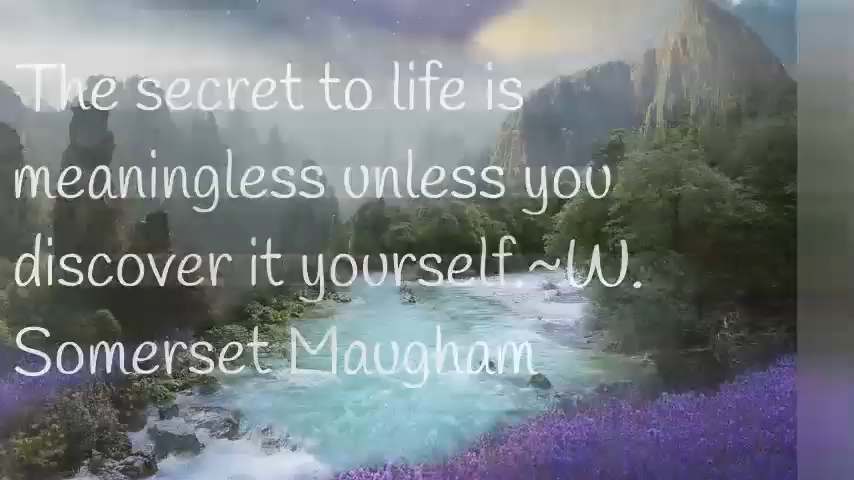 The secret to life is
meaningless unless you
discover it yourself.~W.
Somerset Maugham